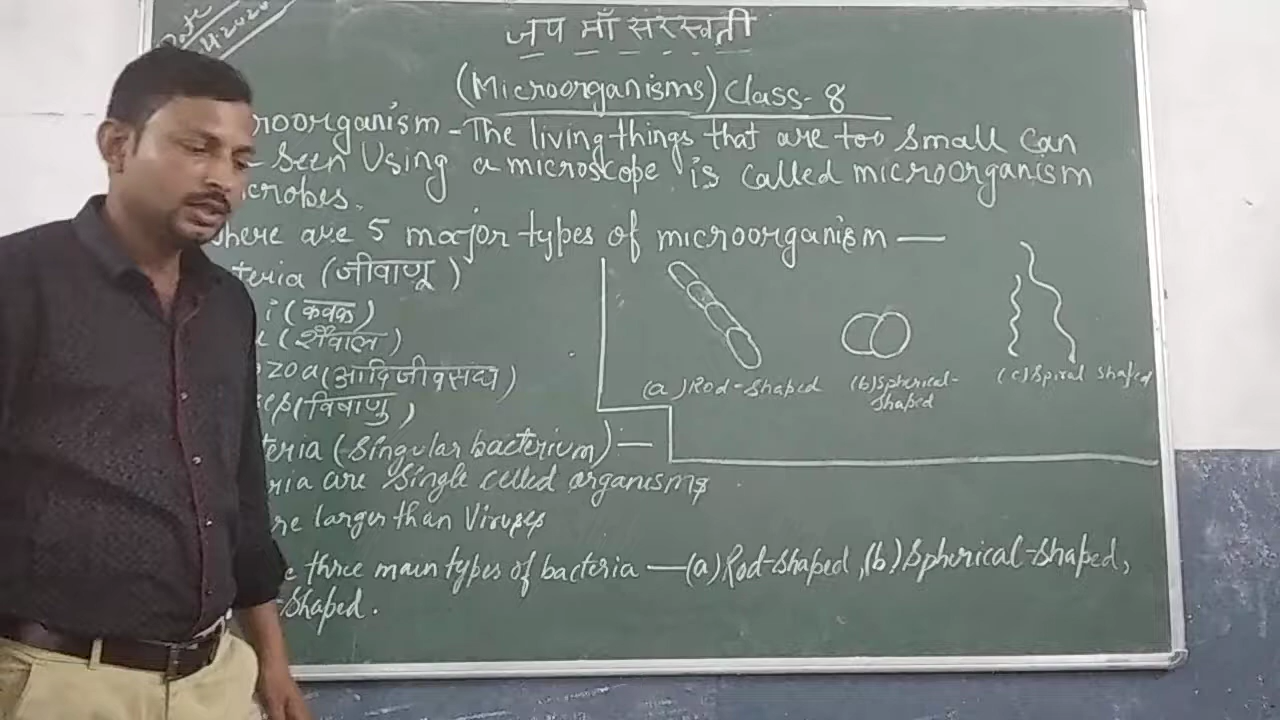 Date
2020
जय माँ सरस्वती
(Microorganisms) Class-8
roorganism - The living things that are too small can
seen Using a microscope is called microorganism
crobes.
here are 5 major types of microorganism —
teria (जीवाणू)
i (कवक)
(शैवाल)
ozoa (आदिजीवसंघ)
(विषाणु)
teria (Singular bacterium) —
ria are Single celled organisms
re larger than Viruses
e three main types of bacteria — (a) Rod-shaped, (b) Spherical-shaped,
-shaped.
(a) Rod-shaped
(b) Spherical-
shaped
(c) Spiral shaped